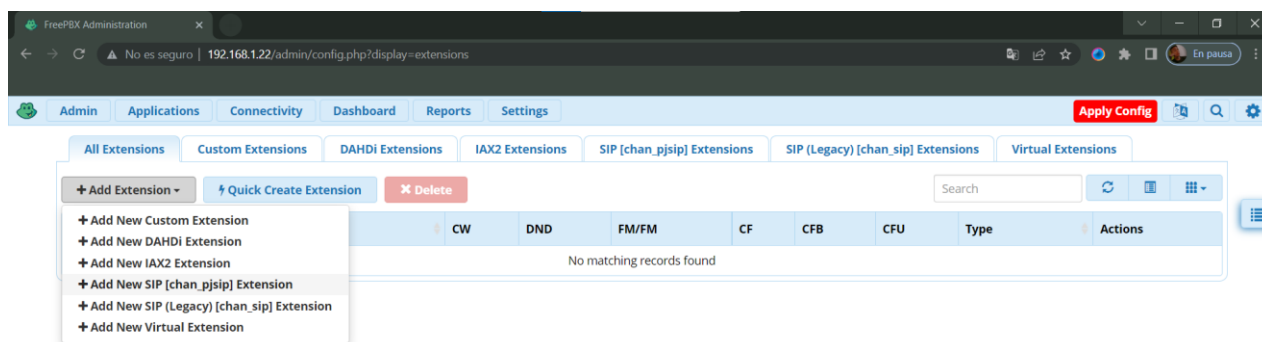 FreePBX Administration
No es seguro | 192.168.1.22/admin/config.php?display=extensions
En pausa
Admin Applications Connectivity Dashboard Reports Settings Apply Config
All Extensions Custom Extensions DAHDi Extensions IAX2 Extensions SIP [chan_pjsip] Extensions SIP (Legacy) [chan_sip] Extensions Virtual Extensions
+ Add Extension Quick Create Extension Delete Search
CW DND FM/FM CF CFB CFU Type Actions
No matching records found
+ Add New Custom Extension
+ Add New DAHDi Extension
+ Add New IAX2 Extension
+ Add New SIP [chan_pjsip] Extension
+ Add New SIP (Legacy) [chan_sip] Extension
+ Add New Virtual Extension